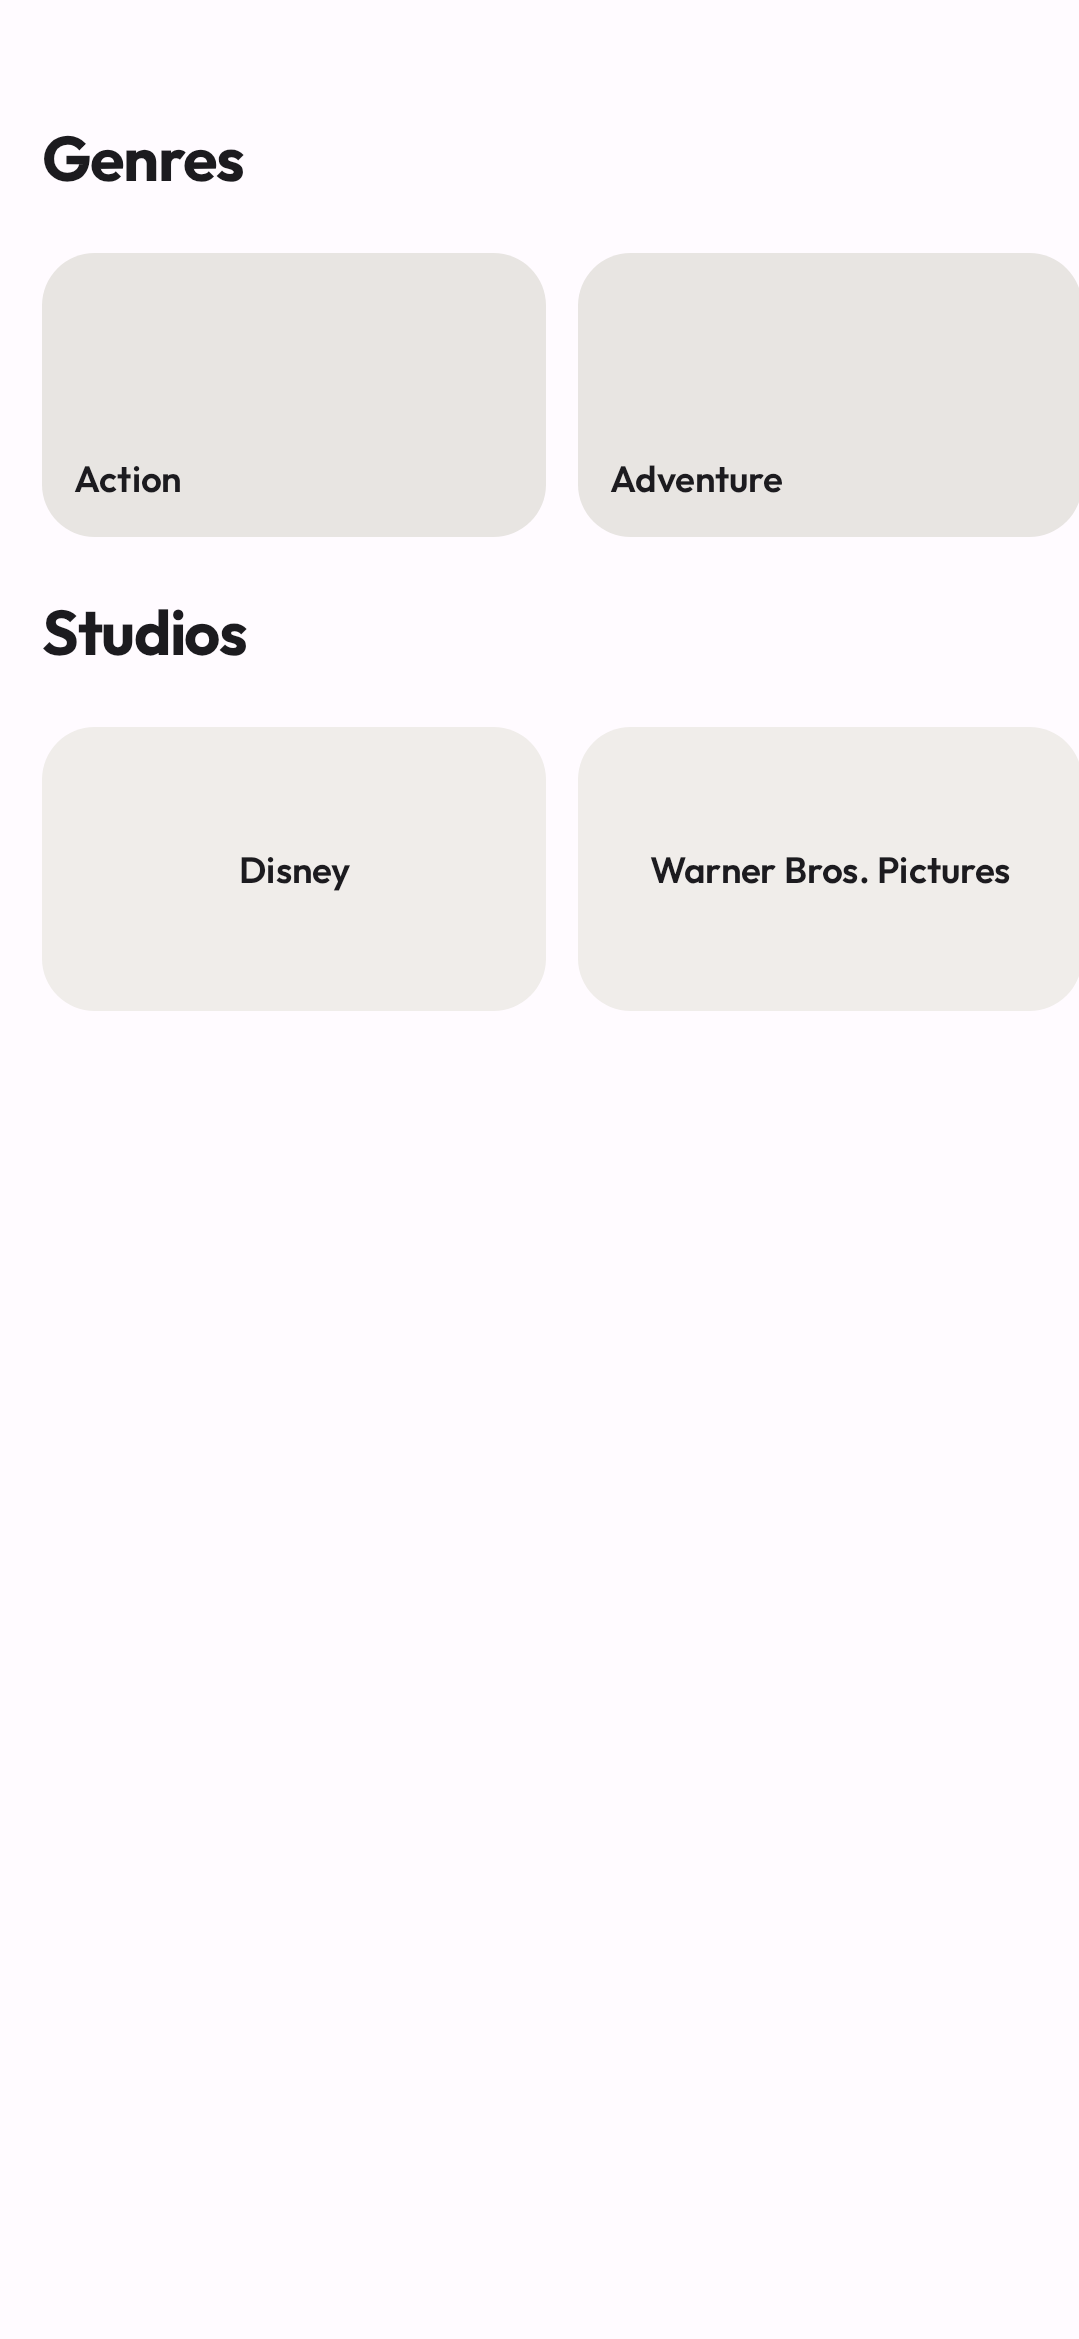 Genres
Action
Adventure
Studios
Disney
Warner Bros. Pictures